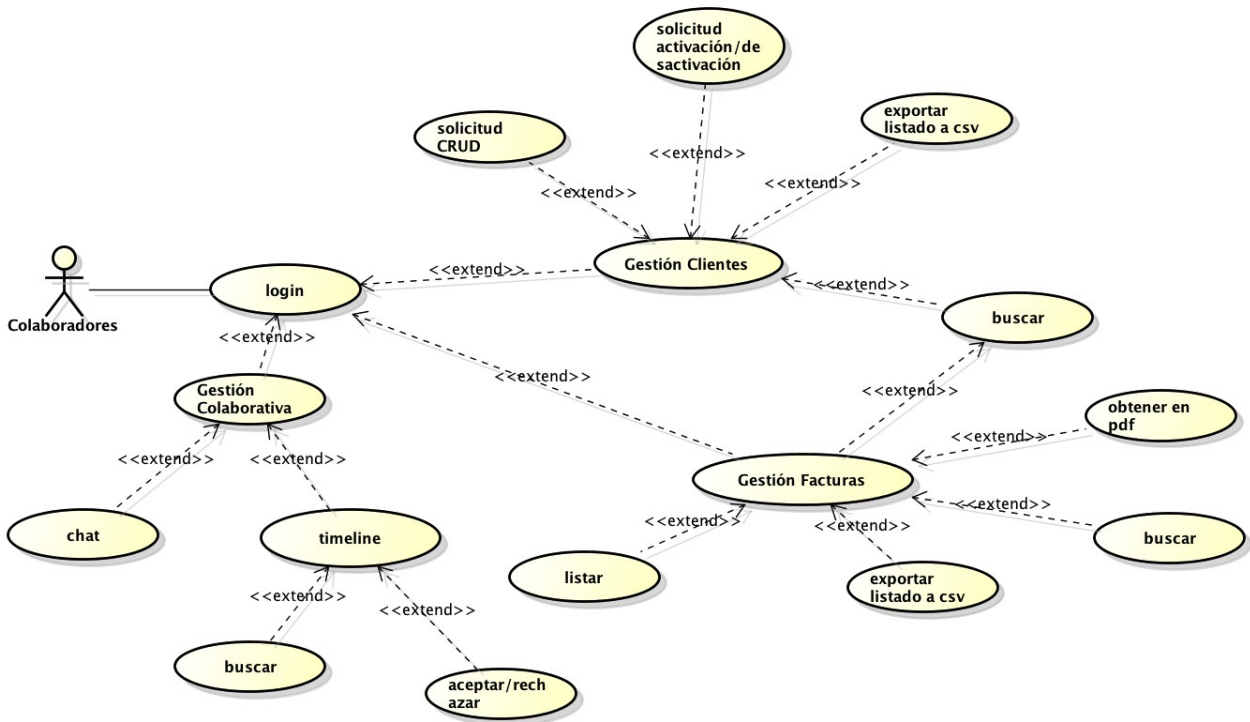 solicitud
activación/de
sactivación
solicitud
CRUD
exportar
listado a csv
<<extend>>
<<extend>>
<<extend>>
Gestión Clientes
<<extend>>
login
Colaboradores
<<extend>>
buscar
<<extend>>
<<extend>>
<<extend>>
Gestión
Colaborativa
obtener en
pdf
<<extend>>
<<extend>>
<<extend>>
Gestión Facturas
<<extend>>
<<extend>>
<<extend>>
chat
timeline
buscar
listar
exportar
listado a csv
<<extend>>
<<extend>>
buscar
aceptar/rech
azar